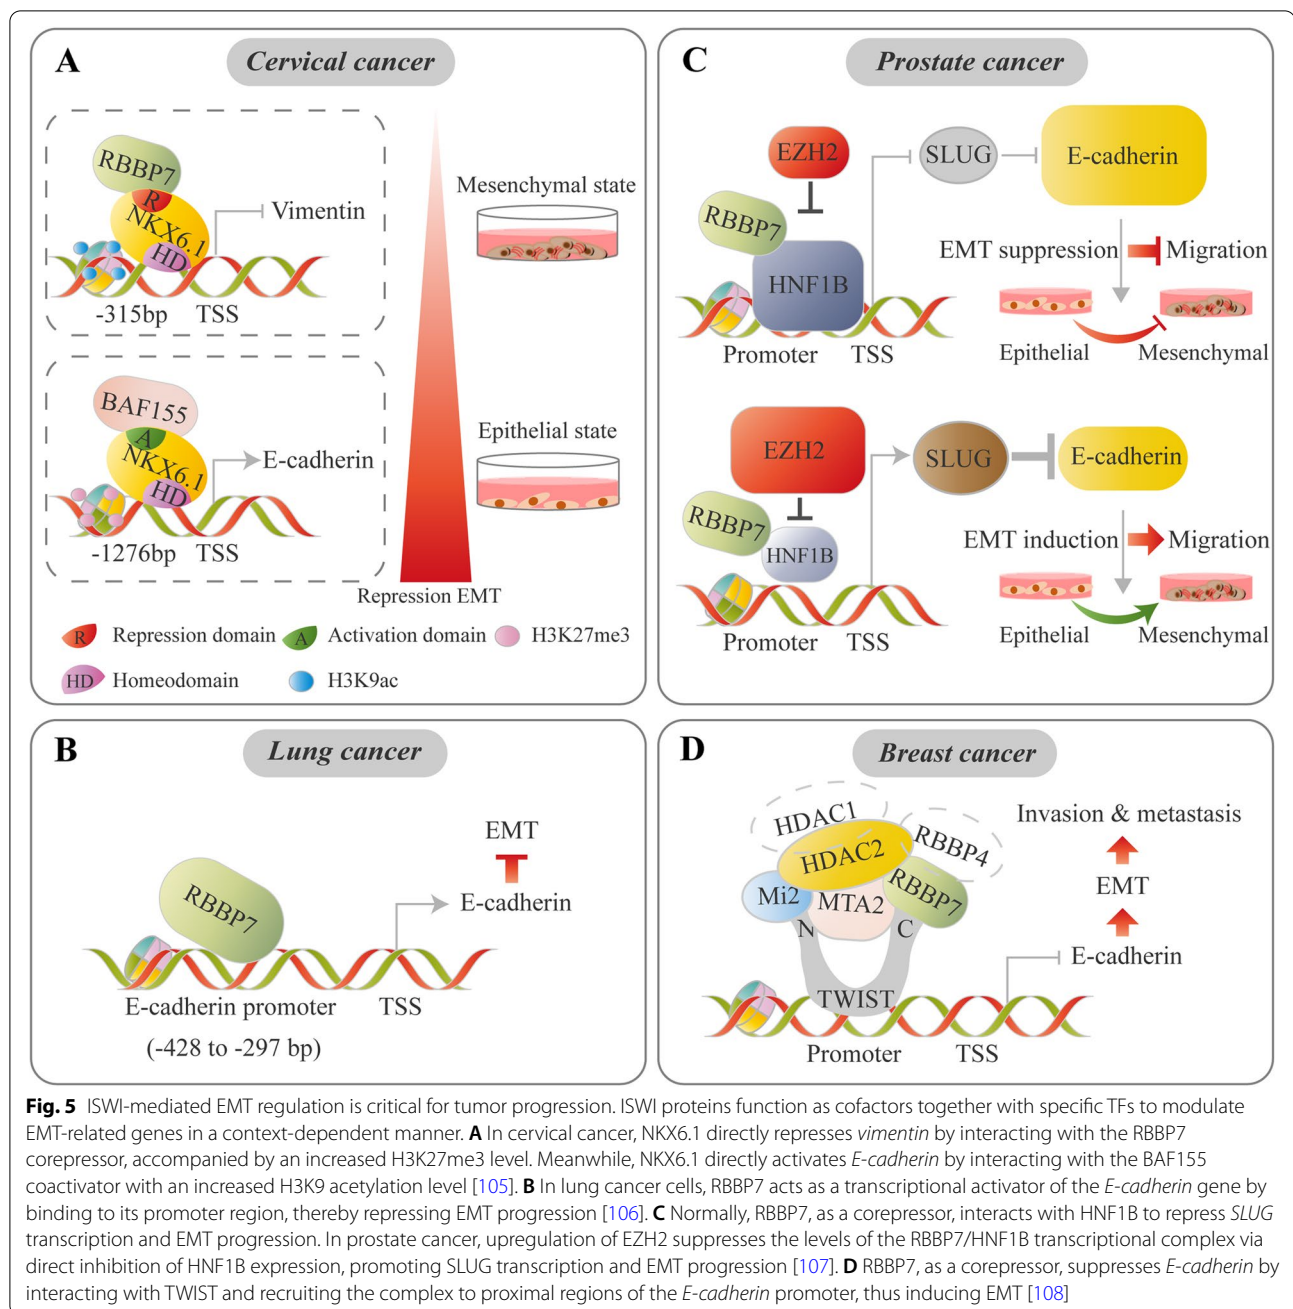 A
Cervical cancer
RBBP7
R
NKX6.1
HD
Vimentin
-315bp
TSS
BAF155
A
NKX6.1
HD
E-cadherin
-1276bp
TSS
Mesenchymal state
Epithelial state
Repression EMT
R Repression domain
A Activation domain
H3K27me3
HD Homeodomain
H3K9ac
B
Lung cancer
RBBP7
EMT
E-cadherin
E-cadherin promoter
TSS
(-428 to -297 bp)
C
Prostate cancer
EZH2
SLUG
E-cadherin
RBBP7
HNF1B
EMT suppression
Migration
Promoter
TSS
Epithelial
Mesenchymal
EZH2
SLUG
E-cadherin
RBBP7
HNF1B
EMT induction
Migration
Promoter
TSS
Epithelial
Mesenchymal
D
Breast cancer
HDAC1
HDAC2
RBBP4
RBBP7
Mi2
MTA2
N
C
TWIST
Invasion & metastasis
EMT
E-cadherin
Promoter
TSS
Fig. 5 ISWI-mediated EMT regulation is critical for tumor progression. ISWI proteins function as cofactors together with specific TFs to modulate
EMT-related genes in a context-dependent manner. A In cervical cancer, NKX6.1 directly represses vimentin by interacting with the RBBP7
corepressor, accompanied by an increased H3K27me3 level. Meanwhile, NKX6.1 directly activates E-cadherin by interacting with the BAF155
coactivator with an increased H3K9 acetylation level [105]. B In lung cancer cells, RBBP7 acts as a transcriptional activator of the E-cadherin gene by
binding to its promoter region, thereby repressing EMT progression [106]. C Normally, RBBP7, as a corepressor, interacts with HNF1B to repress SLUG
transcription and EMT progression. In prostate cancer, upregulation of EZH2 suppresses the levels of the RBBP7/HNF1B transcriptional complex via
direct inhibition of HNF1B expression, promoting SLUG transcription and EMT progression [107]. D RBBP7, as a corepressor, suppresses E-cadherin by
interacting with TWIST and recruiting the complex to proximal regions of the E-cadherin promoter, thus inducing EMT [108]